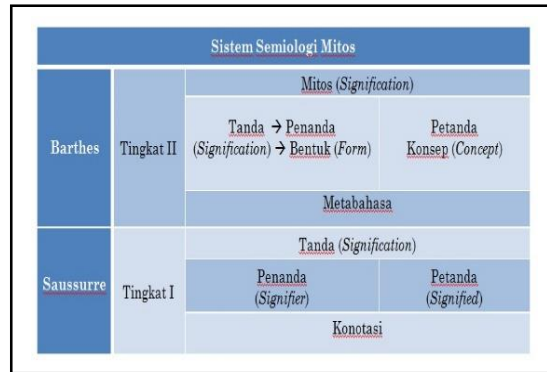 Sistem Semiologi Mitos
Mitos (Signification)
Barthes
Tingkat II
Tanda → Penanda
(Signification) → Bentuk (Form)
Petanda
Konsep (Concept)
Metabahasa
Saussurre
Tingkat I
Tanda (Signification)
Penanda
(Signifier)
Petanda
(Signified)
Konotasi